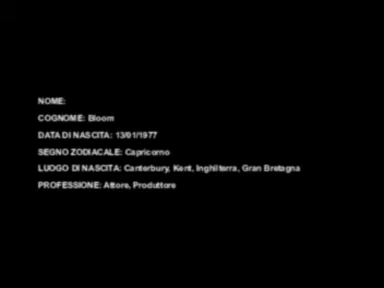 NOME:
COGNOME: Bloom
DATA DI NASCITA: 13/01/1977
SEGNO ZODIACALE: Capricorno
LUOGO DI NASCITA: Canterbury, Kent, Inghilterra, Gran Bretagna
PROFESSIONE: Attore, Produttore